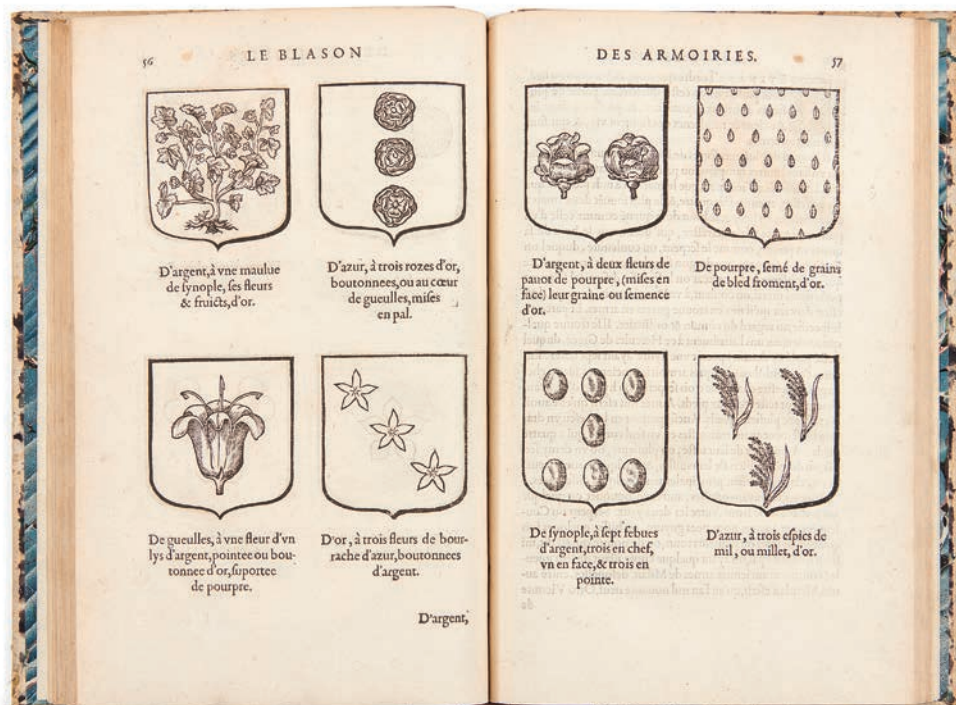 56
LE BLASON
D'argent, à vne maulue
de synople, ses fleurs
& fruicts, d'or.
D'azur, à trois rozes d'or,
boutonnees, ou au cœur
de gueulles, mises
en pal.
De gueulles, à vne fleur d'vn
lys d'argent, pointee ou bou-
tonnee d'or, suportee
de pourpre.
D'or, à trois fleurs de bour-
rache d'azur, boutonnees
d'argent.
D'argent,
DES ARMOIRIES.
57
D'argent, à deux fleurs de
pauot de pourpre, (mises en
face) leur graine ou semence
d'or.
De pourpre, semé de grains
de bled froment, d'or.
De synople, à sept febues
d'argent, trois en chef,
vn en face, & trois en
pointe.
D'azur, à trois espics de
mil, ou millet, d'or.